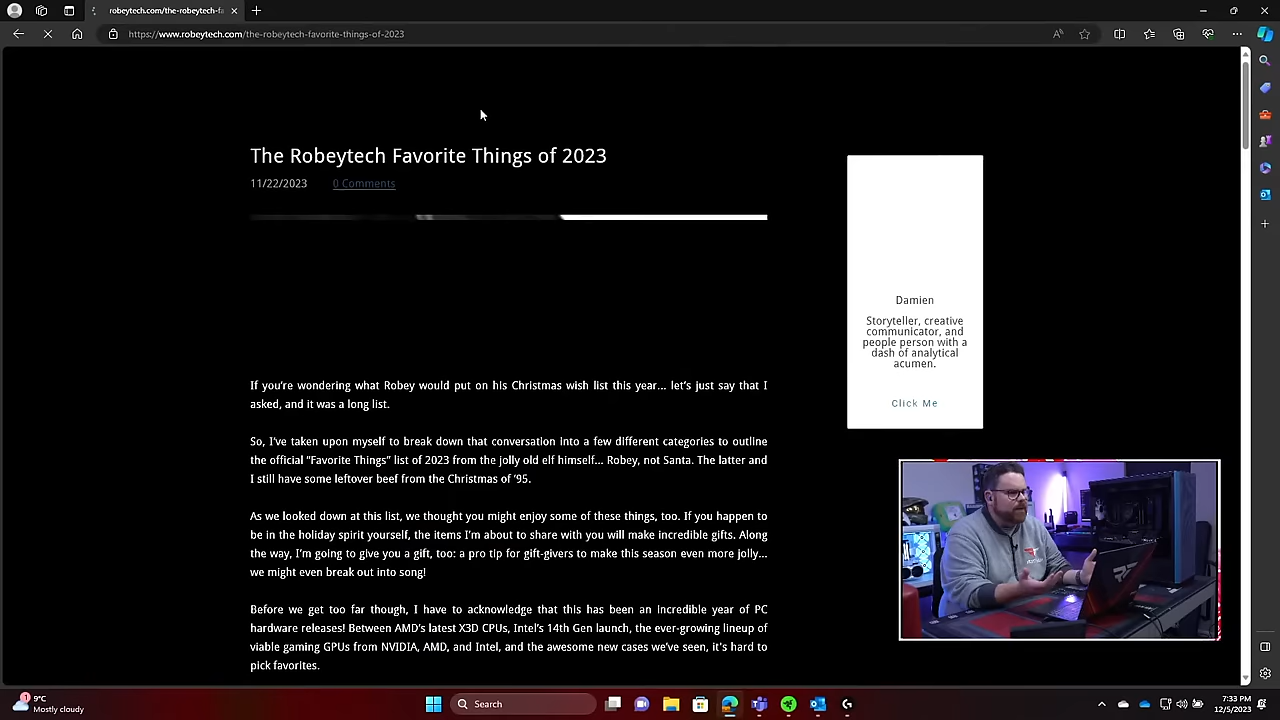 robeytech.com/the-robeytech-fa
https://www.robeytech.com/the-robeytech-favorite-things-of-2023
The Robeytech Favorite Things of 2023
11/22/2023 0 Comments
If you’re wondering what Robey would put on his Christmas wish list this year... let’s just say that I
asked, and it was a long list.
So, I’ve taken upon myself to break down that conversation into a few different categories to outline
the official “Favorite Things” list of 2023 from the jolly old elf himself... Robey, not Santa. The latter and
I still have some leftover beef from the Christmas of ‘95.
As we looked down at this list, we thought you might enjoy some of these things, too. If you happen to
be in the holiday spirit yourself, the items I’m about to share with you will make incredible gifts. Along
the way, I’m going to give you a gift, too: a pro tip for gift-givers to make this season even more jolly...
we might even break out into song!
Before we get too far though, I have to acknowledge that this has been an incredible year of PC
hardware releases! Between AMD’s latest X3D CPUs, Intel’s 14th Gen launch, the ever-growing lineup of
viable gaming GPUs from NVIDIA, AMD, and Intel, and the awesome new cases we’ve seen, it's hard to
pick favorites.
Damien
Storyteller, creative
communicator, and
people person with a
dash of analytical
acumen.
Click Me
1
9°C
Mostly cloudy
Search
7:33 PM
12/5/2023